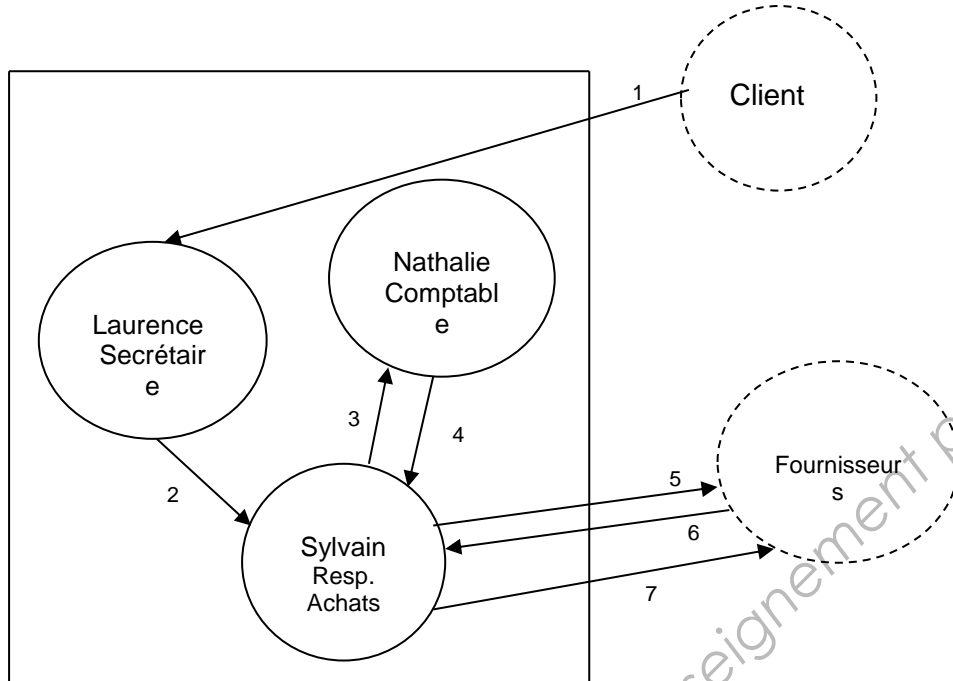 Client
1
Nathalie
Comptabl
e
Laurence
Secrétair
e
3
4
2
Fournisseur
s
5
6
7
Sylvain
Resp.
Achats